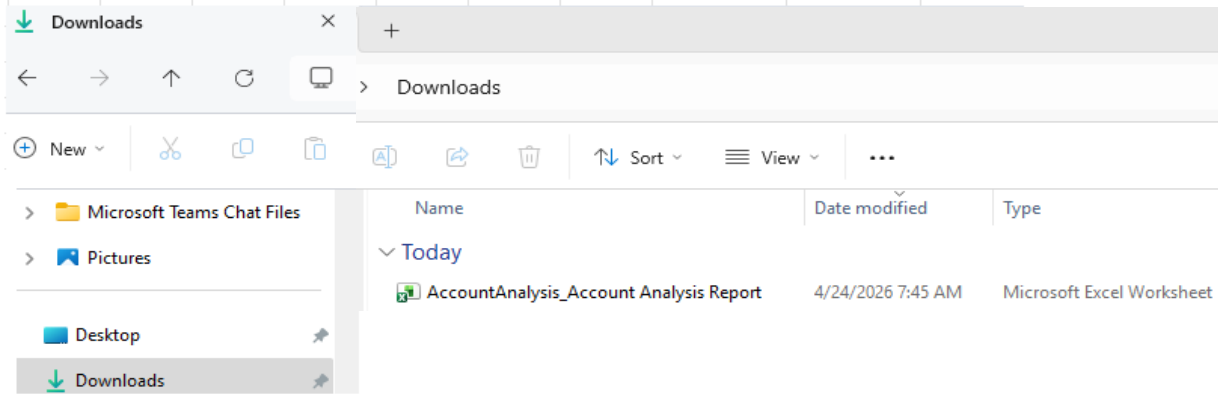 Downloads
Downloads
New
Sort
View
Microsoft Teams Chat Files
Pictures
Desktop
Downloads
Name
Date modified
Type
Today
AccountAnalysis_Account Analysis Report
4/24/2026 7:45 AM
Microsoft Excel Worksheet